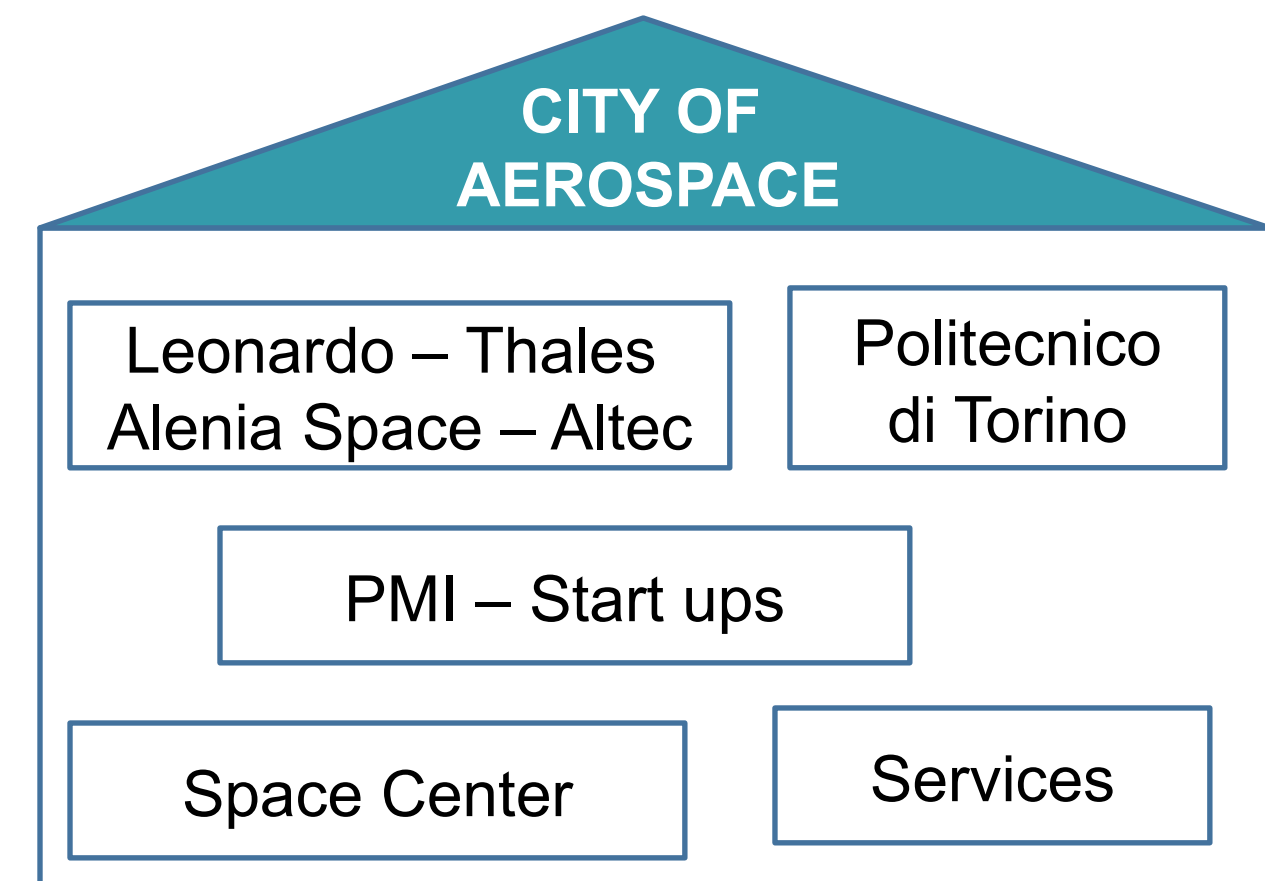 CITY OF
AEROSPACE
Leonardo – Thales
Alenia Space – Altec
Politecnico
di Torino
PMI – Start ups
Space Center
Services